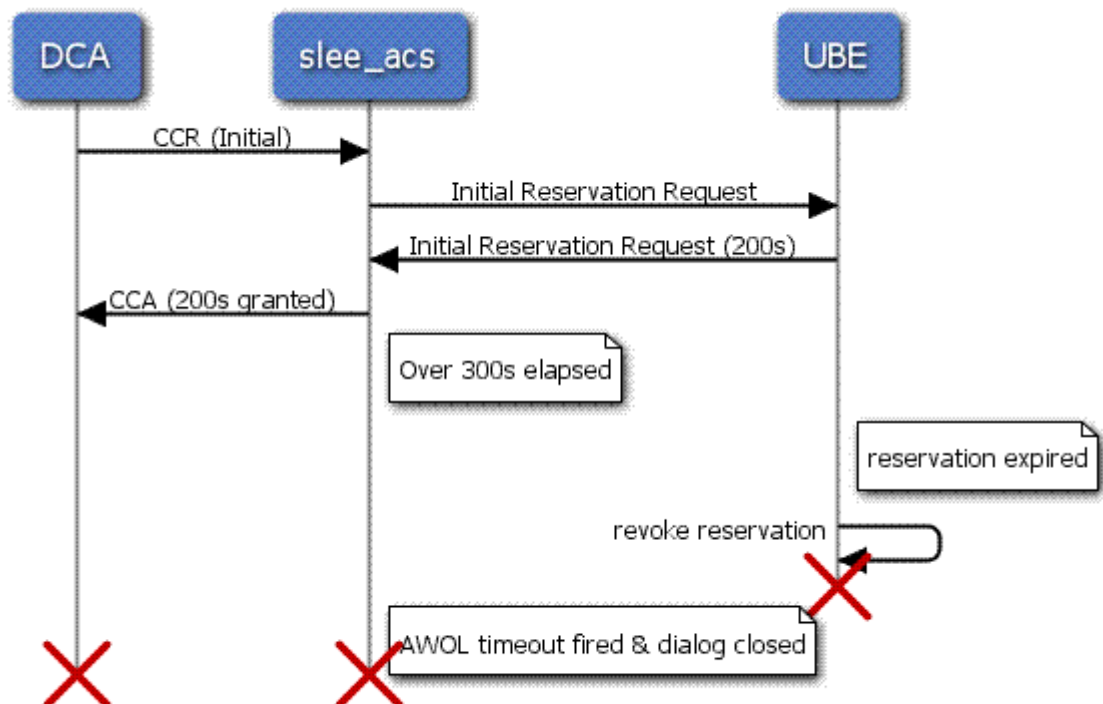 DCA
slee_acs
UBE
CCR (Initial)
Initial Reservation Request
Initial Reservation Request (200s)
CCA (200s granted)
Over 300s elapsed
reservation expired
revoke reservation
AWOL timeout fired & dialog closed